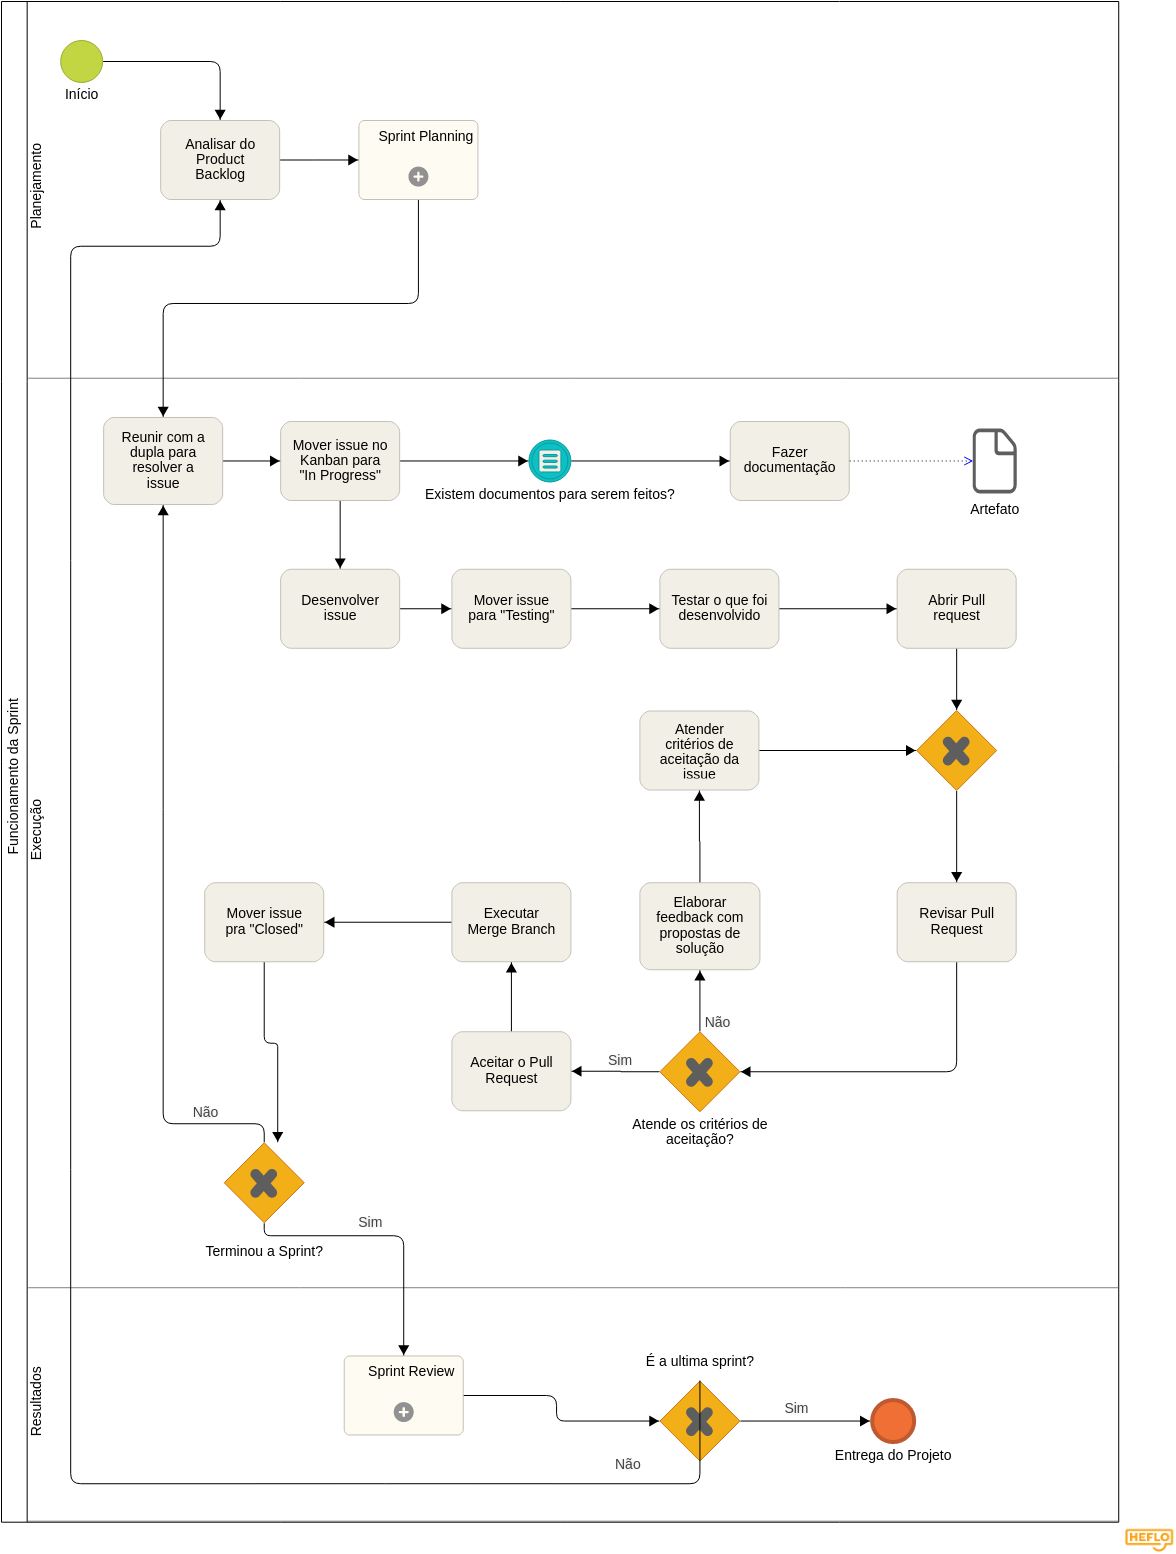 Funcionamento da Sprint
Planejamento
Início
Analisar do
Product
Backlog
Sprint Planning
Execução
Reunir com a
dupla para
resolver a
issue
Mover issue no
Kanban para
"In Progress"
Existem documentos para serem feitos?
Fazer
documentação
Artefato
Desenvolver
issue
Mover issue
para "Testing"
Testar o que foi
desenvolvido
Abrir Pull
request
Atender
critérios de
aceitação da
issue
Mover issue
pra "Closed"
Executar
Merge Branch
Elaborar
feedback com
propostas de
solução
Revisar Pull
Request
Não
Sim
Aceitar o Pull
Request
Atende os critérios de
aceitação?
Não
Sim
Terminou a Sprint?
Resultados
Sprint Review
É a ultima sprint?
Sim
Não
Entrega do Projeto
HEFLO